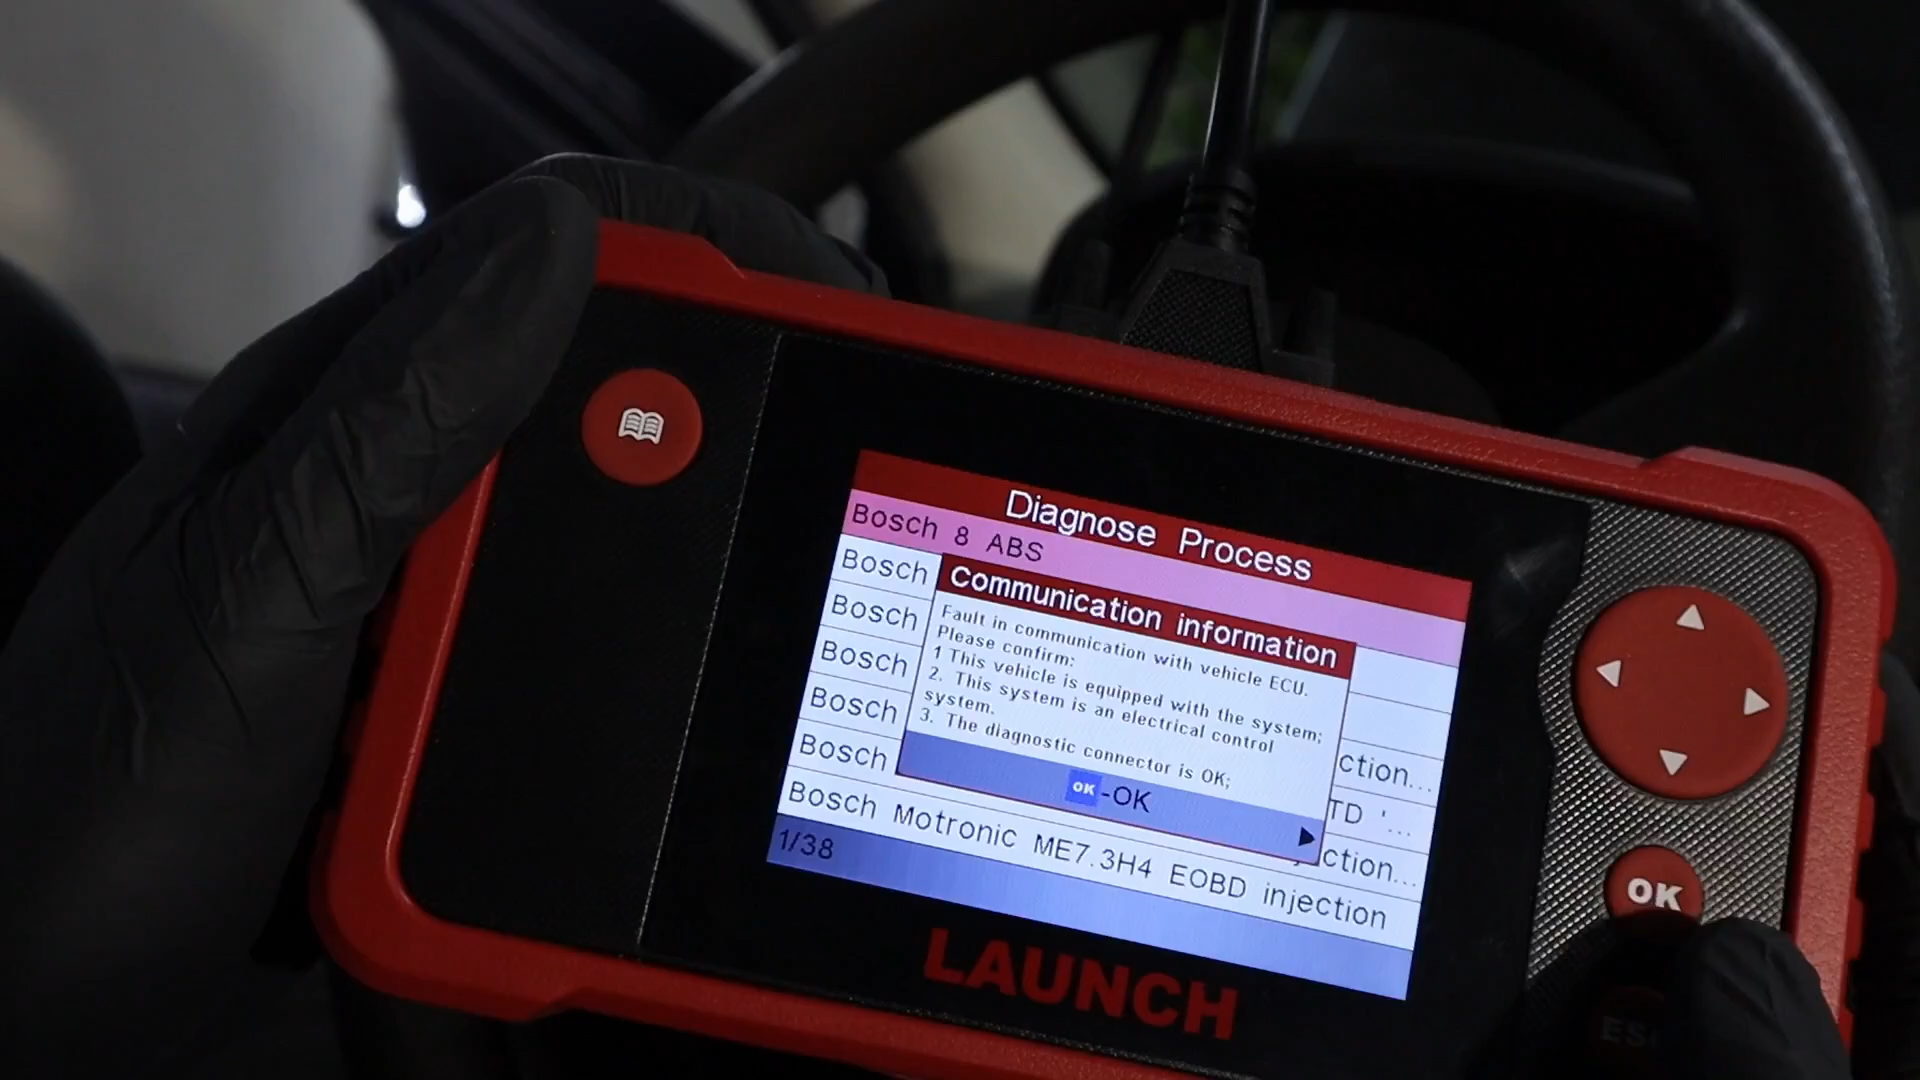 Diagnose Process
Bosch 8 ABS
Bosch
Communication information
Fault in communication with vehicle ECU.
Please confirm:
1 This vehicle is equipped with the system;
2. This system is an electrical control
system.
3. The diagnostic connector is OK;
OK -OK
Bosch
Bosch
Bosch
ction...
Bosch
TD '...
ction...
Bosch Motronic ME7.3H4 EOBD injection
1/38
LAUNCH
OK
ES